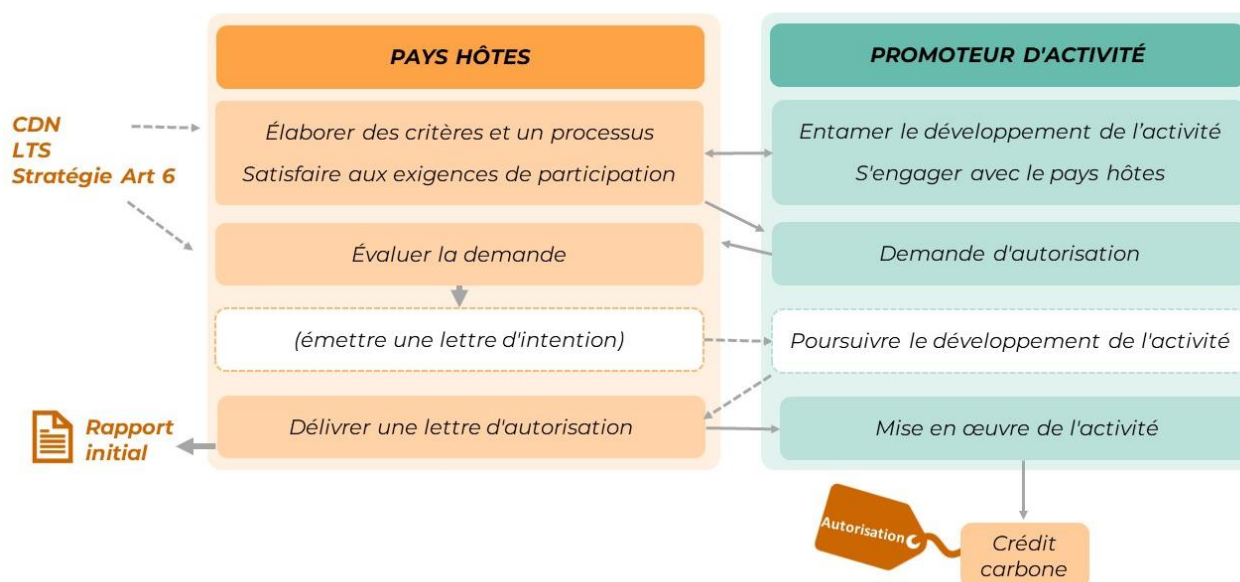 PAYS HÔTES
PROMOTEUR D'ACTIVITÉ
CDN
LTS
Stratégie Art 6
Élaborer des critères et un processus
Satisfaire aux exigences de participation
Entamer le développement de l’activité
S'engager avec le pays hôtes
Évaluer la demande
Demande d'autorisation
(émettre une lettre d'intention)
Poursuivre le développement de l'activité
Rapport
initial
Délivrer une lettre d'autorisation
Mise en œuvre de l'activité
Autorisation
Crédit
carbone